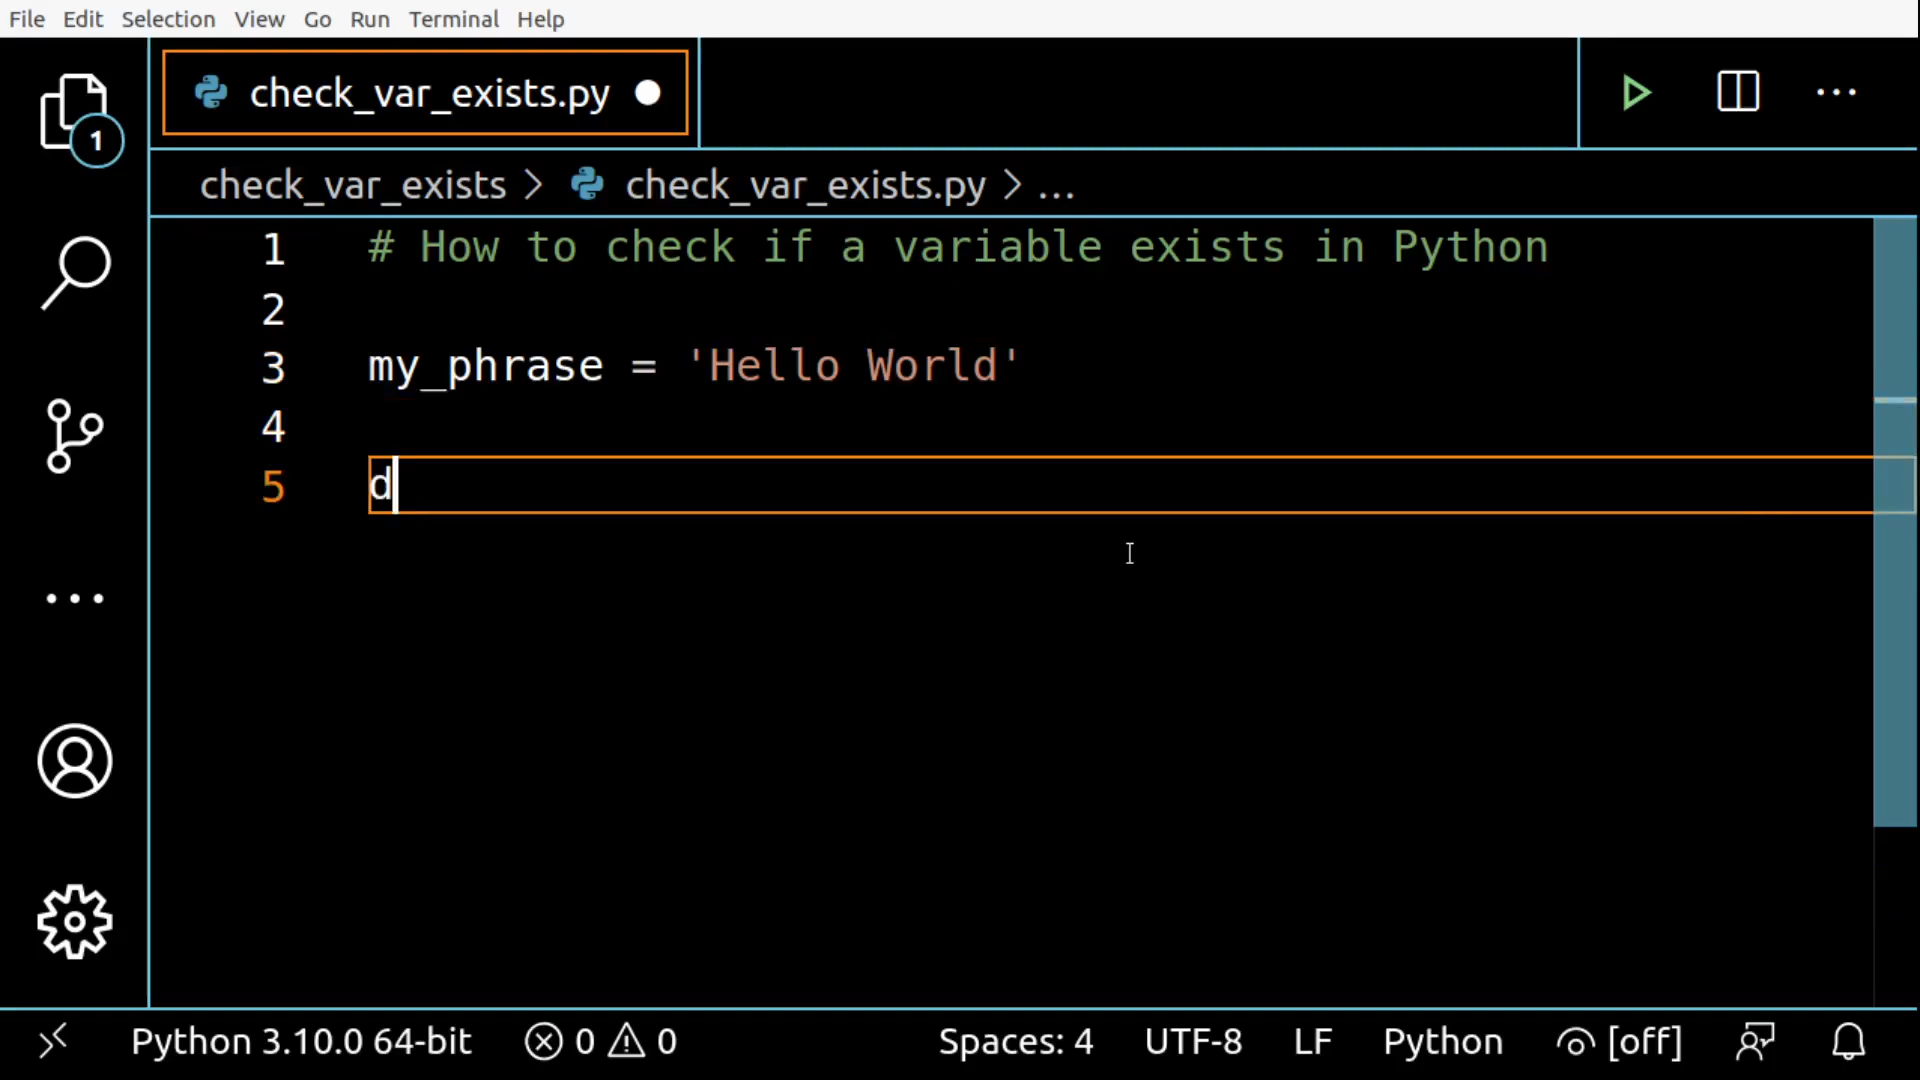 File Edit Selection View Go Run Terminal Help
check_var_exists.py
1
check_var_exists > check_var_exists.py > ...
1 # How to check if a variable exists in Python
2
3 my_phrase = 'Hello World'
4
5 d
Python 3.10.0 64-bit 0 0 Spaces: 4 UTF-8 LF Python [off]